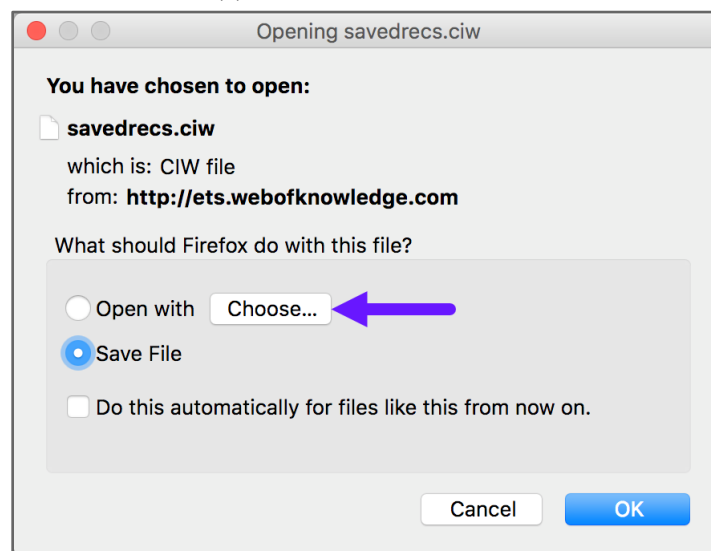 Opening savedrecs.ciw
You have chosen to open:
savedrecs.ciw
which is: CIW file
from: http://ets.webofknowledge.com
What should Firefox do with this file?
Open with Choose...
Save File
Do this automatically for files like this from now on.
Cancel OK